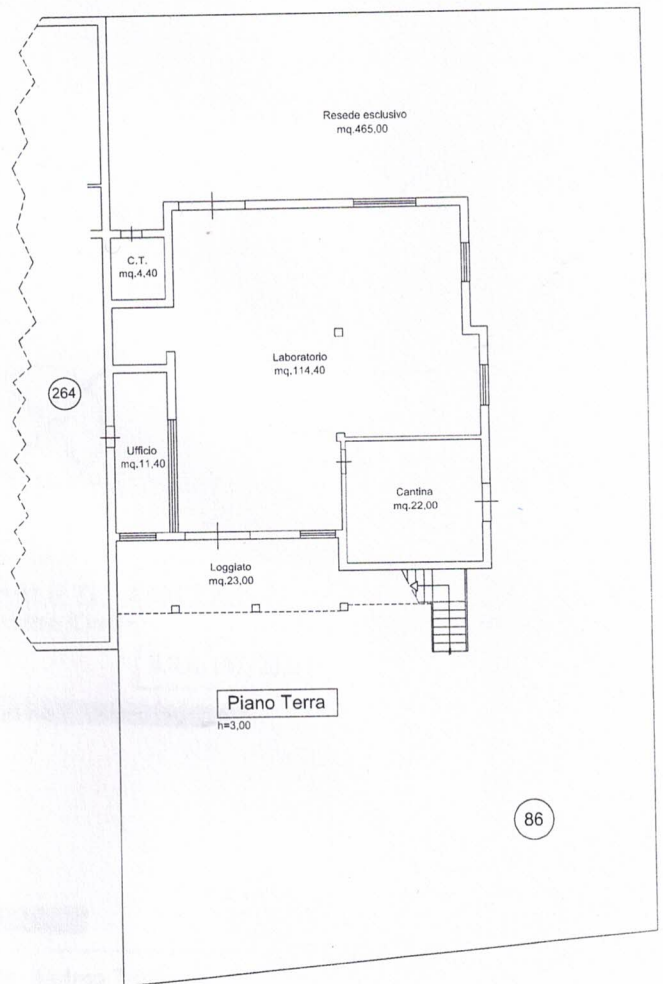 Resede esclusivo
mq.465,00
C.T.
mq.4,40
Laboratorio
mq.114,40
264
Ufficio
mq.11,40
Cantina
mq.22,00
Loggiato
mq.23,00
Piano Terra
h=3,00
86